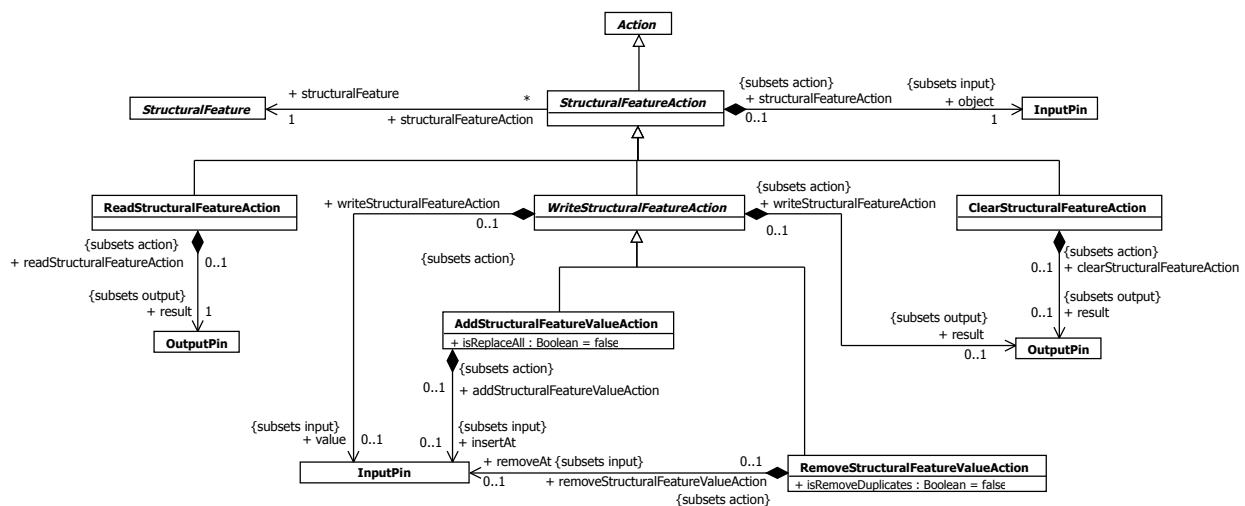 Action
{subsets action}
{subsets input}
+ structuralFeature
*
+ structuralFeatureAction
+ object
StructuralFeature
StructuralFeatureAction
InputPin
1
+ structuralFeatureAction
0..1
1
{subsets action}
ReadStructuralFeatureAction
+ writeStructuralFeatureAction
WriteStructuralFeatureAction
+ writeStructuralFeatureAction
ClearStructuralFeatureAction
0..1
0..1
{subsets action}
+ readStructuralFeatureAction
0..1
{subsets action}
{subsets action}
0..1
+ clearStructuralFeatureAction
{subsets output}
+ result
1
OutputPin
{subsets output}
0..1
+ result
AddStructuralFeatureValueAction
+ isReplaceAll : Boolean = false
{subsets output}
+ result
0..1
OutputPin
{subsets action}
0..1
+ addStructuralFeatureValueAction
{subsets input}
+ value
0..1
0..1
{subsets input}
+ insertAt
InputPin
+ removeAt {subsets input}
0..1
0..1
+ removeStructuralFeatureValueAction
{subsets action}
RemoveStructuralFeatureValueAction
+ isRemoveDuplicates : Boolean = false